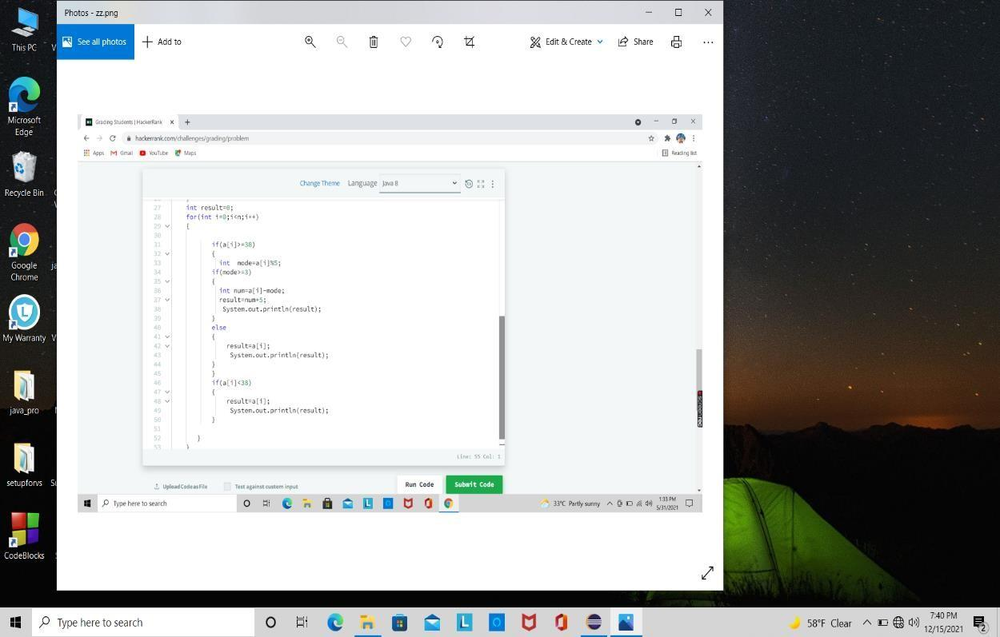 Photos - zz.png
See all photos
Add to
Edit & Create
Share
This PC
Microsoft
Edge
Recycle Bin
Google
Chrome
My Warranty
java_pro
setupforvs
CodeBlocks
Grading Students | HackerRank
hackerrank.com/challenges/grading/problem
Apps
Gmail
YouTube
Maps
Reading list
Change Theme
Language
Java 8
27 int result=0;
28 for(int i=0;i<n;i++)
29 {
30
31 if(a[i]>=38)
32 {
33 int mode=a[i]%5;
34 if(mode>=3)
35 {
36 int num=a[i]-mode;
37 result=num+5;
38 System.out.println(result);
39 }
40 else
41 {
42 result=a[i];
43 System.out.println(result);
44 }
45 }
46 if(a[i]<38)
47 {
48 result=a[i];
49 System.out.println(result);
50 }
51
52 }
53 }
Line: 55 Col: 1
Upload Code as File
Test against custom input
Run Code
Submit Code
screenrec
Type here to search
33°C Partly sunny
1:33 PM
5/31/2021
Type here to search
58°F Clear
7:40 PM
12/15/2021
2